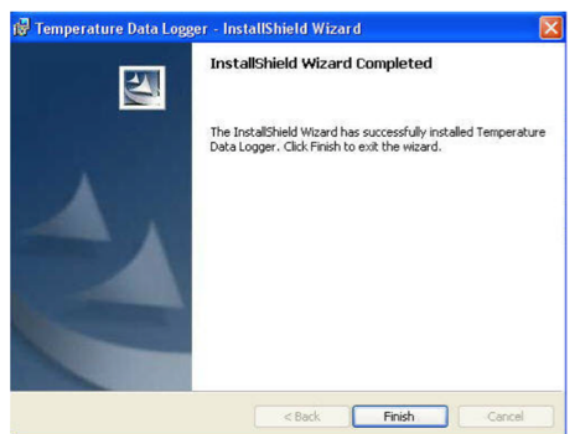 Temperature Data Logger - InstallShield Wizard
InstallShield Wizard Completed
The InstallShield Wizard has successfully installed Temperature
Data Logger. Click Finish to exit the wizard.
< Back Finish Cancel